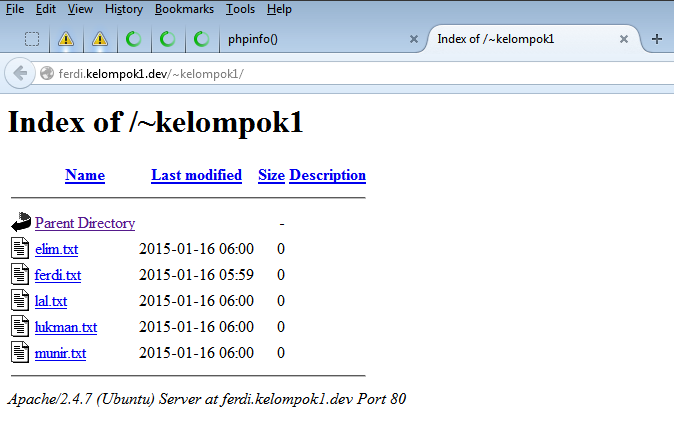 File Edit View History Bookmarks Tools Help
phpinfo() Index of /~kelompok1
ferdi.kelompok1.dev/~kelompok1/
Index of /~kelompok1
Name Last modified Size Description
Parent Directory -
elim.txt 2015-01-16 06:00 0
ferdi.txt 2015-01-16 05:59 0
lal.txt 2015-01-16 06:00 0
lukman.txt 2015-01-16 06:00 0
munir.txt 2015-01-16 06:00 0
Apache/2.4.7 (Ubuntu) Server at ferdi.kelompok1.dev Port 80